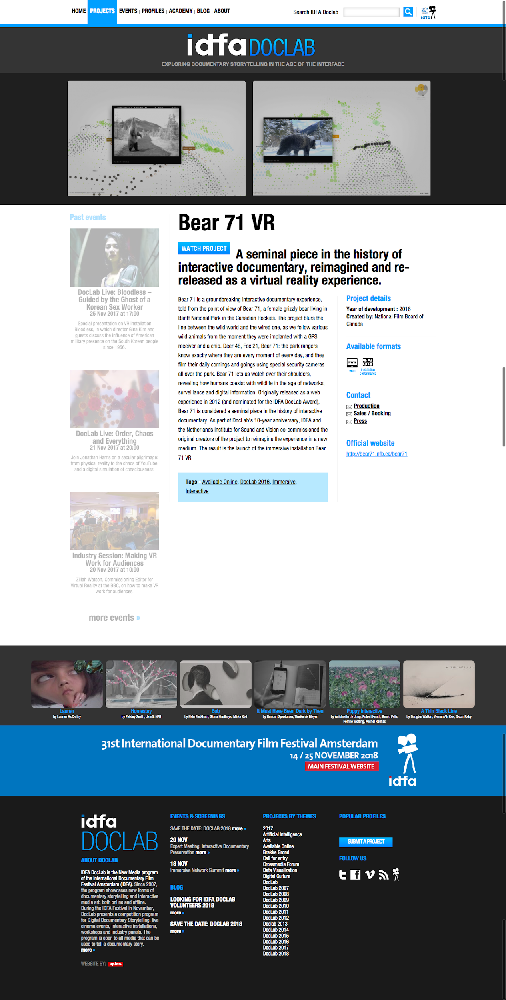 HOME
PROJECTS
EVENTS | PROFILES | ACADEMY | BLOG | ABOUT
Search IDFA Doclab
14/25
nov
2018
idfa
idfa DOCLAB
EXPLORING DOCUMENTARY STORYTELLING IN THE AGE OF THE INTERFACE
Past events
DocLab Live: Bloodless –
Guided by the Ghost of a
Korean Sex Worker
25 Nov 2017 at 17:00
Special presentation on VR installation
Bloodless, in which director Gina Kim and
guests discuss the influence of American
military presence on the South Korean people
since 1956.
DocLab Live: Order, Chaos
and Everything
21 Nov 2017 at 20:00
Join Jonathan Harris on a secular pilgrimage:
from physical reality to the chaos of YouTube,
and a digital simulation of consciousness.
Industry Session: Making VR
Work for Audiences
20 Nov 2017 at 10:00
Zillah Watson, Commissioning Editor for
Virtual Reality at the BBC, on how to make VR
work for audiences.
more events »
Bear 71 VR
WATCH PROJECT
A seminal piece in the history of
interactive documentary, reimagined and re-
released as a virtual reality experience.
Bear 71 is a groundbreaking interactive documentary experience,
told from the point of view of Bear 71, a female grizzly bear living in
Banff National Park in the Canadian Rockies. The project blurs the
line between the wild world and the wired one, as we follow various
wild animals from the moment they were implanted with a GPS
receiver and a chip. Deer 48, Fox 21, Bear 71: the park rangers
know exactly where they are every moment of every day, and they
film their daily comings and goings using special security cameras
all over the park. Bear 71 lets us watch over their shoulders,
revealing how humans coexist with wildlife in the age of networks,
surveillance and digital information. Originally released as a web
experience in 2012 (and nominated for the IDFA DocLab Award),
Bear 71 is considered a seminal piece in the history of interactive
documentary. As part of DocLab's 10-year anniversary, IDFA and
the Netherlands Institute for Sound and Vision co-commissioned the
original creators of the project to reimagine the experience in a new
medium. The result is the launch of the immersive installation Bear
71 VR.
Tags Available Online, DocLab 2016, Immersive,
Interactive
Project details
Year of development : 2016
Created by: National Film Board of
Canada
Available formats
www
web
installation
performance
Contact
Production
Sales / Booking
Press
Official website
http://bear71.nfb.ca/bear71
A THIN BLACK LINE
Lauren
by Lauren McCarthy
Homestay
by Paisley Smith, Jam3, NFB
Bob
by Nele Eeckhout, Siona Houthuys, Mirke Kist
It Must Have Been Dark by Then
by Duncan Speakman, Tineke de Meyer
Poppy Interactive
by Antoinette de Jong, Robert Knoth, Bruno Felix,
Femke Wolting, Michel Reilhac
A Thin Black Line
by Douglas Watkin, Vernon Ah Kee, Oscar Raby
31st International Documentary Film Festival Amsterdam
14 / 25 NOVEMBER 2018
MAIN FESTIVAL WEBSITE
idfa
idfa
DOCLAB
ABOUT DOCLAB
IDFA DocLab is the New Media program
of the International Documentary Film
Festival Amsterdam (IDFA). Since 2007,
the program showcases new forms of
documentary storytelling and interactive
media art, both online and offline.
During the IDFA Festival in November,
DocLab presents a competition program
for Digital Documentary Storytelling, live
cinema events, interactive installations,
workshops and industry panels. The
program is open to all media that can be
used to tell a documentary story.
more »
WEBSITE BY: upian.
EVENTS & SCREENINGS
SAVE THE DATE: DOCLAB 2018 more »
20 NOV
Expert Meeting: Interactive Documentary
Preservation more »
18 NOV
Immersive Network Summit more »
BLOG
LOOKING FOR IDFA DOCLAB
VOLUNTEERS 2018
more »
SAVE THE DATE: DOCLAB 2018
more »
PROJECTS BY THEMES
2017
Artificial Intelligence
Arts
Available Online
Brakke Grond
Call for entry
Crossmedia Forum
Data Visualization
Digital Culture
DocLab
DocLab 2007
DocLab 2008
DocLab 2009
DocLab 2010
DocLab 2011
DocLab 2012
Doclab 2013
DocLab 2014
DocLab 2015
DocLab 2016
DocLab 2017
DocLab 2018
POPULAR PROFILES
SUBMIT A PROJECT
FOLLOW US